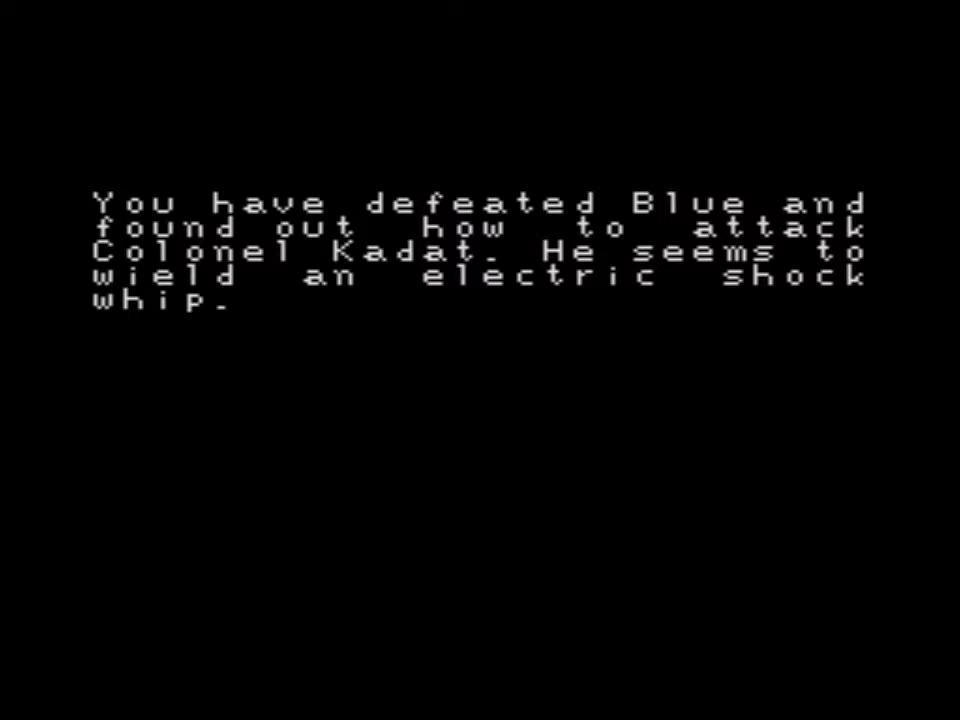 You have defeated Blue and
found out how to attack
Colonel Kadat. He seems to
wield an electric shock
whip.